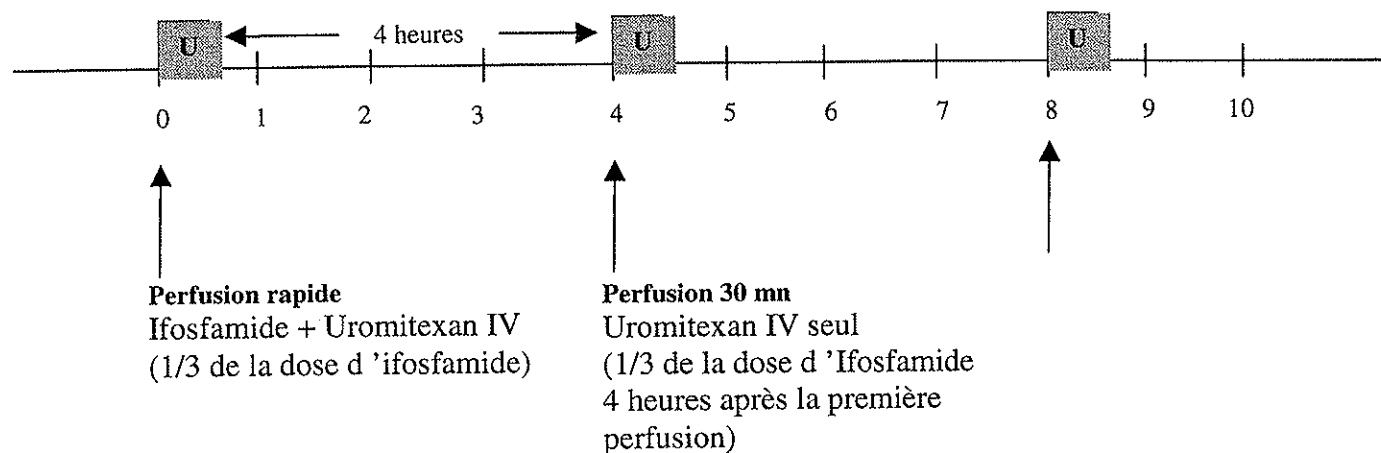 U 4 heures U U
0 1 2 3 4 5 6 7 8 9 10
Perfusion rapide
Ifosfamide + Uromitexan IV
(1/3 de la dose d ’ifosfamide)
Perfusion 30 mn
Uromitexan IV seul
(1/3 de la dose d ’Ifosfamide
4 heures après la première
perfusion)